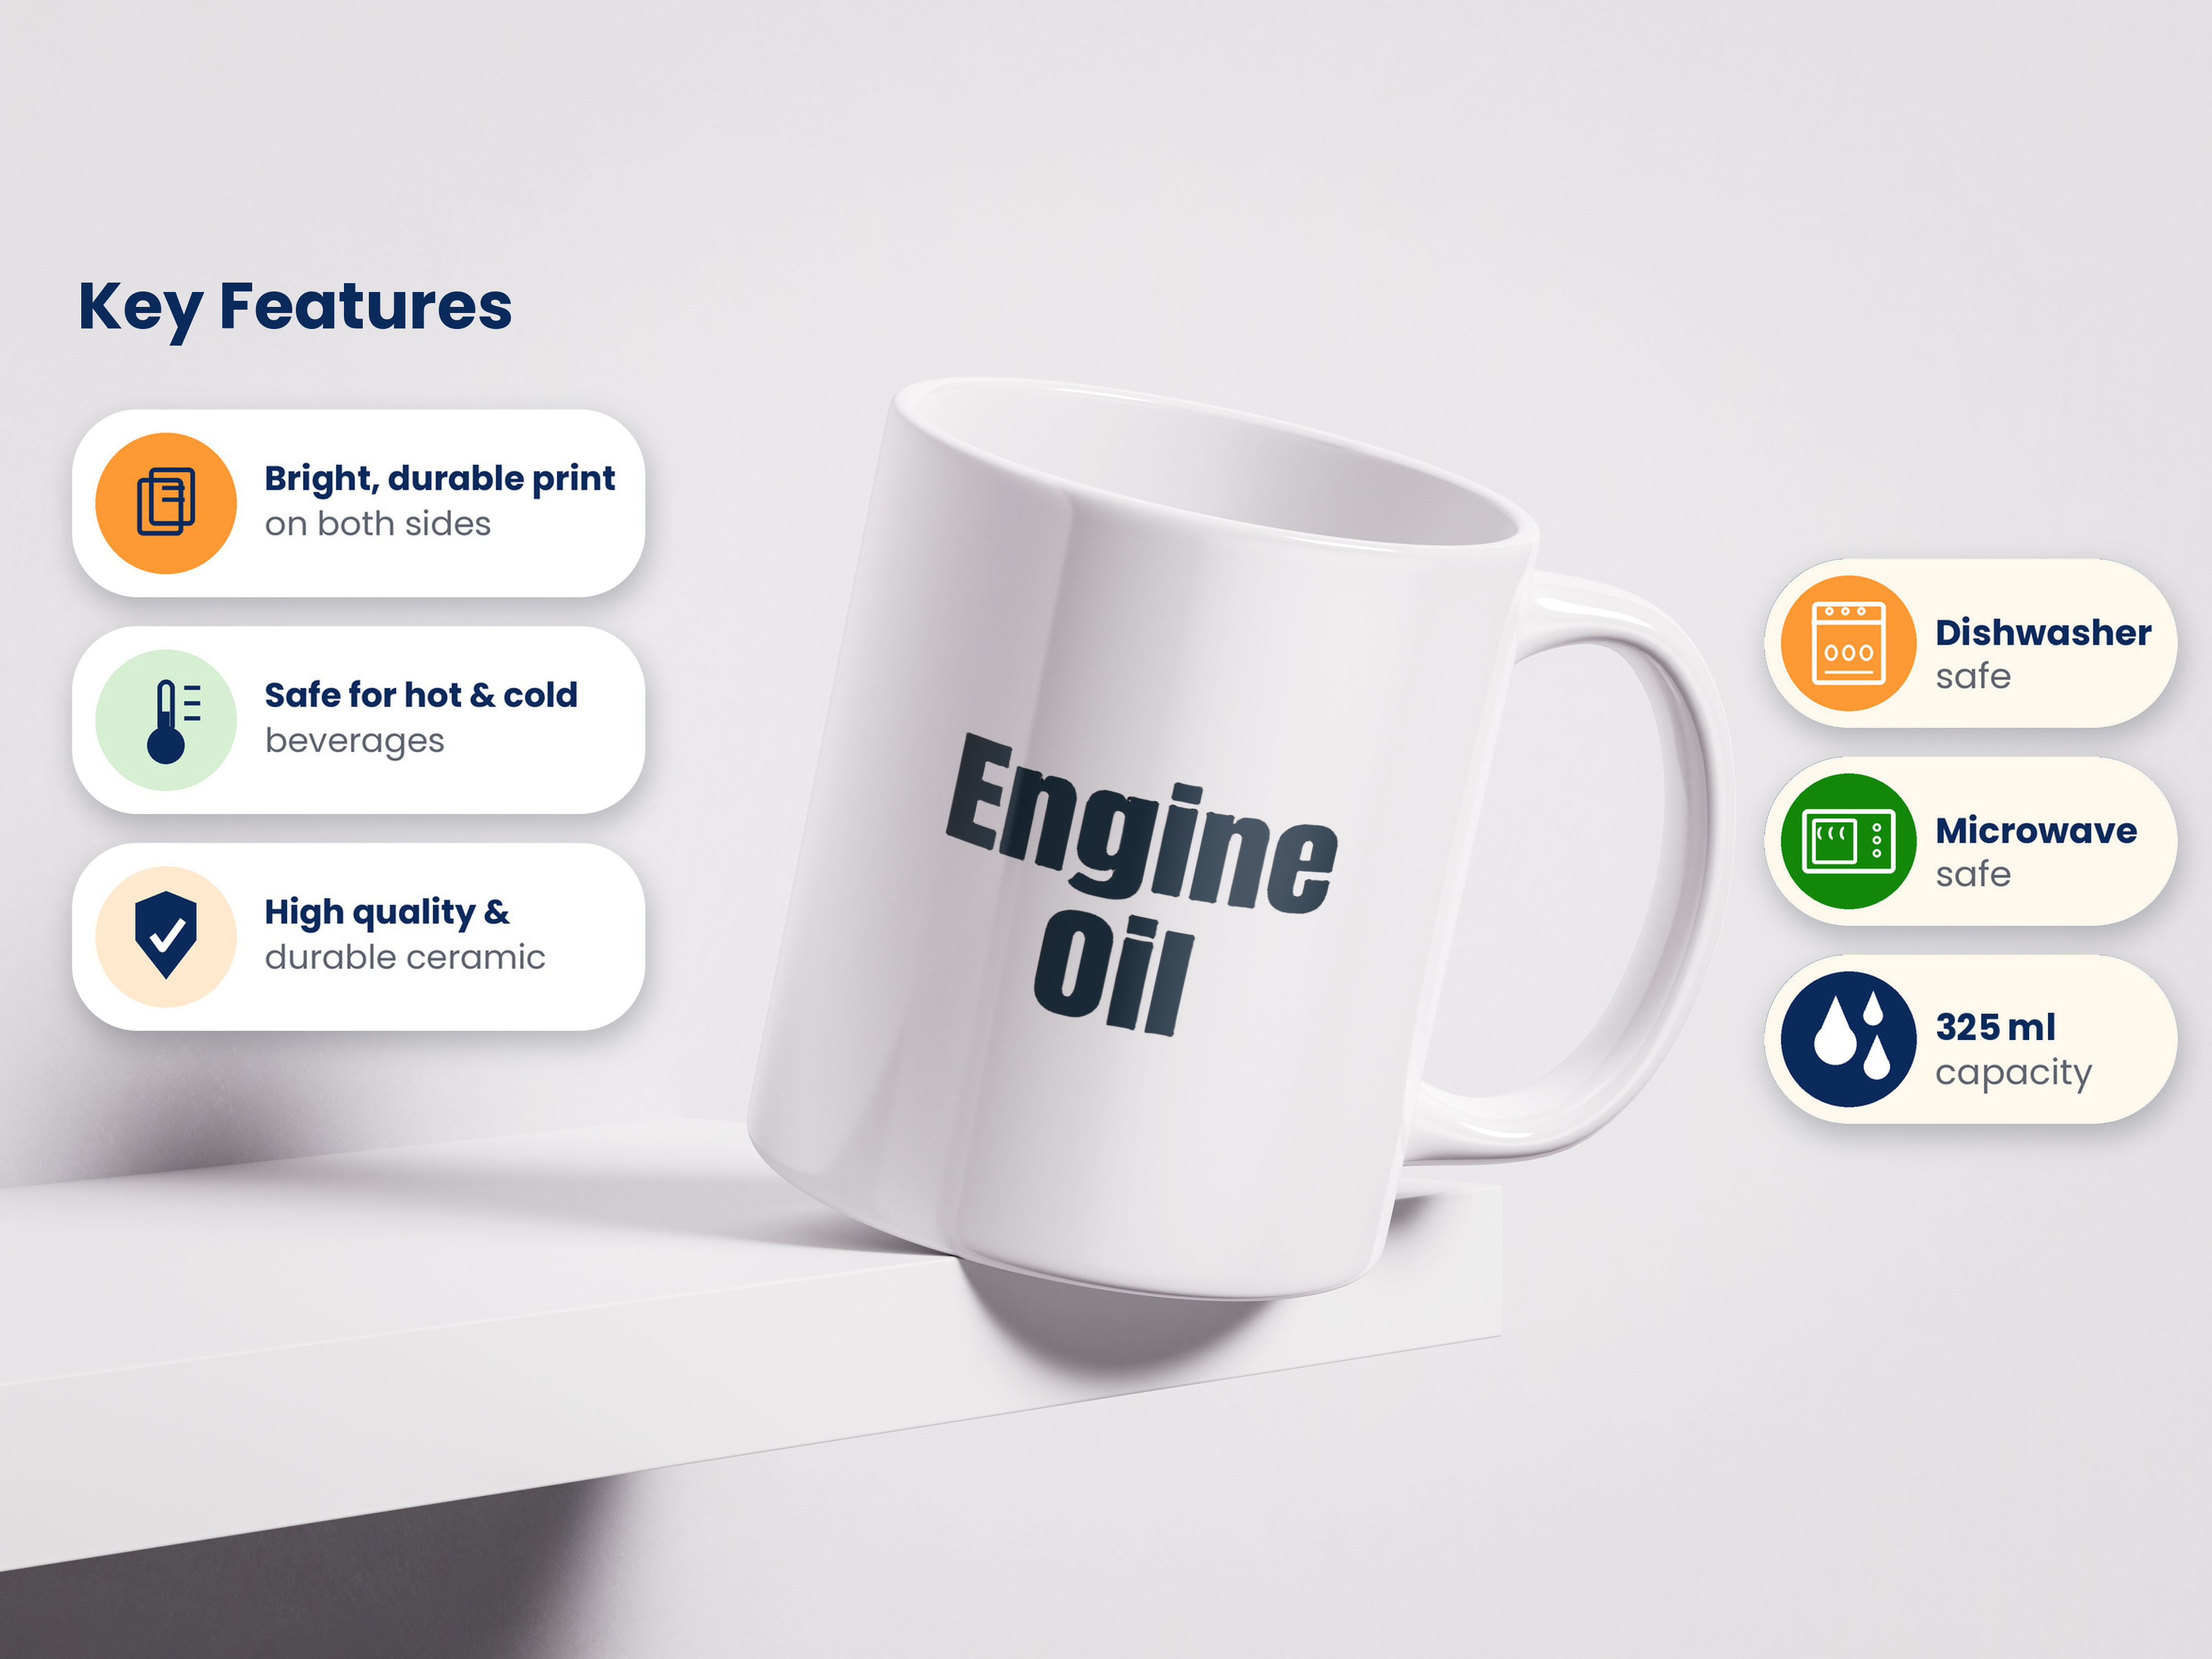 Key Features
Bright, durable print
on both sides
Safe for hot & cold
beverages
High quality &
durable ceramic
Engine
Oil
Dishwasher
safe
Microwave
safe
325 ml
capacity